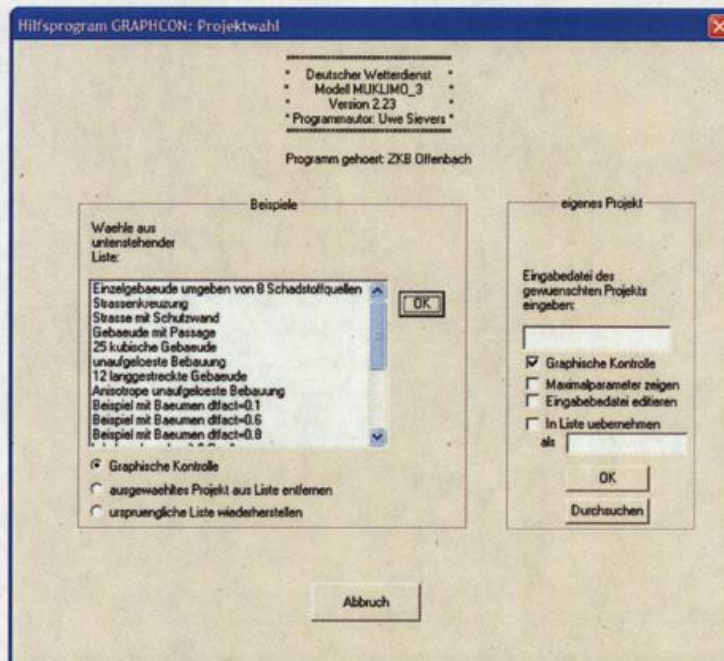 Hilfsprogram GRAPHCON: Projektwahl
* Deutscher Wetterdienst *
* Modell MUKLIMO_3 *
* Version 2.23 *
* Programmautor: Uwe Sievers *
Programm gehoert: ZKB Offenbach
Beispiele
Waehle aus
untenstehender
Liste:
Einzelgebaeude umgeben von 8 Schadstoffquellen
Strassenkreuzung
Strasse mit Schutzwand
Gebaeude mit Passage
25 kubische Gebaeude
unaufgeloeste Bebauung
12 langgestreckte Gebaeude
Anisotrope unaufgeloeste Bebauung
Beispiel mit Baeumen dtfact=0.1
Beispiel mit Baeumen dtfact=0.6
Beispiel mit Baeumen dtfact=0.8
OK
Graphische Kontrolle
ausgewaehltes Projekt aus Liste entfernen
urspruengliche Liste wiederherstellen
eigenes Projekt
Eingabedatei des
gewuenschten Projekts
eingeben:
Graphische Kontrolle
Maximalparameter zeigen
Eingabebedatei editieren
In Liste uebernehmen
als
OK
Durchsuchen
Abbruch